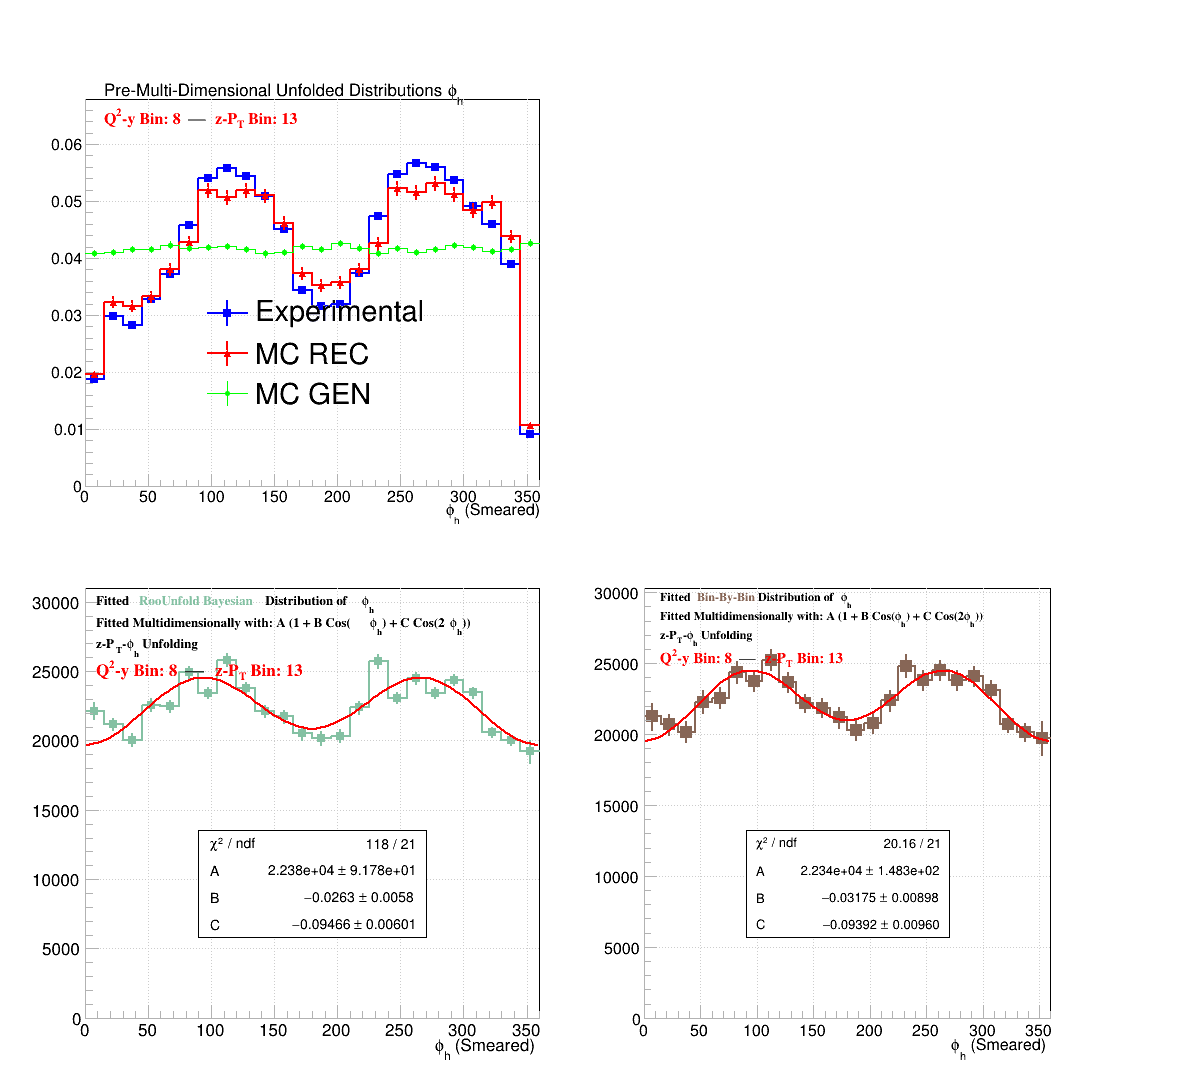 Pre-Multi-Dimensional Unfolded Distributions ϕh
Q2-y Bin: 8 — z-PT Bin: 13
0.06
0.05
0.04
0.03
0.02
0.01
0
Experimental
MC REC
MC GEN
0 50 100 150 200 250 300 350
ϕh (Smeared)
Fitted RooUnfold Bayesian Distribution of ϕh
Fitted Multidimensionally with: A (1 + B Cos( ϕh) + C Cos(2 ϕh))
z-PT-ϕh Unfolding
Q2-y Bin: 8 — z-PT Bin: 13
30000
25000
20000
15000
10000
5000
0
χ2 / ndf 118 / 21
A 2.238e+04 ± 9.178e+01
B −0.0263 ± 0.0058
C −0.09466 ± 0.00601
0 50 100 150 200 250 300 350
ϕh (Smeared)
Fitted Bin-By-Bin Distribution of ϕh
Fitted Multidimensionally with: A (1 + B Cos(ϕh) + C Cos(2ϕh))
z-PT-ϕh Unfolding
Q2-y Bin: 8 — z-PT Bin: 13
30000
25000
20000
15000
10000
5000
0
χ2 / ndf 20.16 / 21
A 2.234e+04 ± 1.483e+02
B −0.03175 ± 0.00898
C −0.09392 ± 0.00960
0 50 100 150 200 250 300 350
ϕh (Smeared)